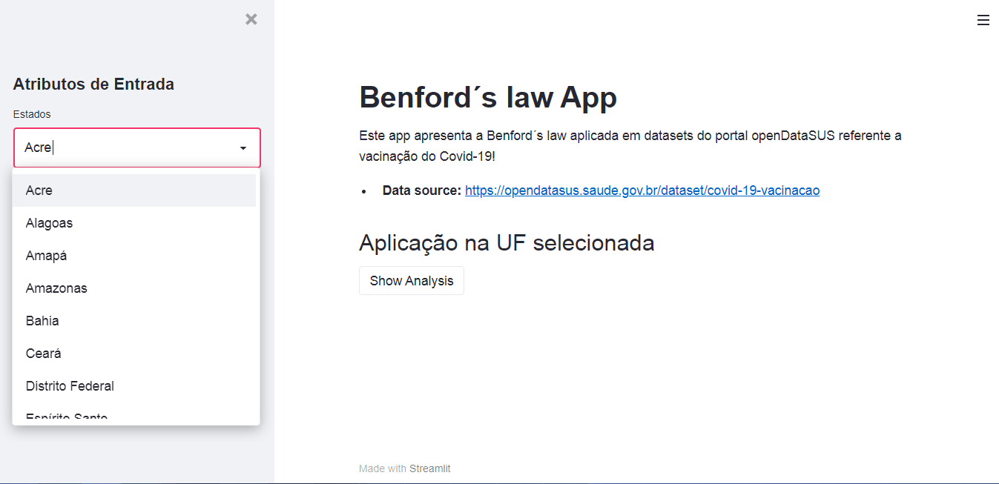 Atributos de Entrada
Estados
Acre
Acre
Alagoas
Amapá
Amazonas
Bahia
Ceará
Distrito Federal
Espírito Santo
Benford´s law App
Este app apresenta a Benford´s law aplicada em datasets do portal openDataSUS referente a
vacinação do Covid-19!
Data source: https://opendatasus.saude.gov.br/dataset/covid-19-vacinacao
Aplicação na UF selecionada
Show Analysis
Made with Streamlit